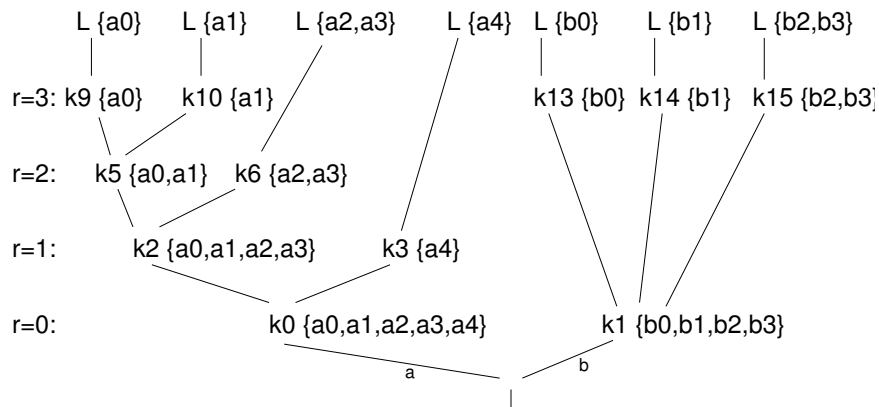 L {a0} L {a1} L {a2,a3} L {a4} L {b0} L {b1} L {b2,b3}
r=3: k9 {a0} k10 {a1} k13 {b0} k14 {b1} k15 {b2,b3}
r=2: k5 {a0,a1} k6 {a2,a3}
r=1: k2 {a0,a1,a2,a3} k3 {a4}
r=0: k0 {a0,a1,a2,a3,a4} k1 {b0,b1,b2,b3}
a b